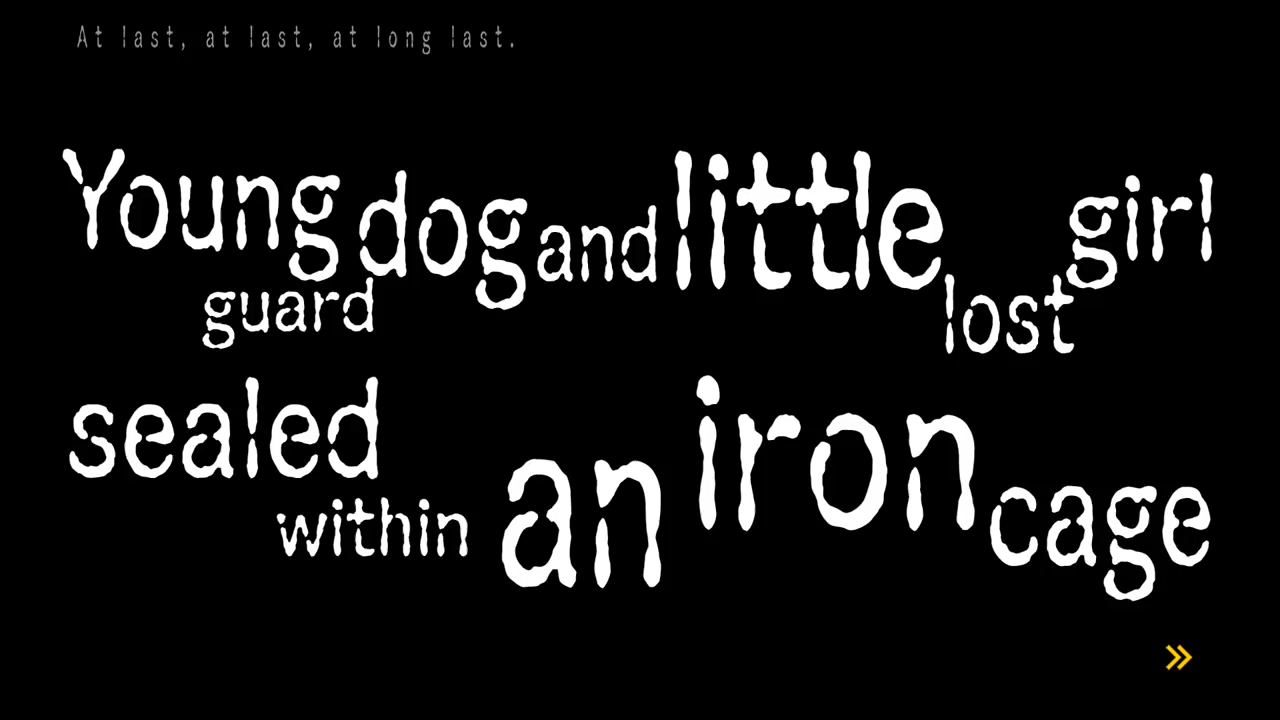 At last, at last, at long last.
Young guard dog and little lost girl
sealed within an iron cage